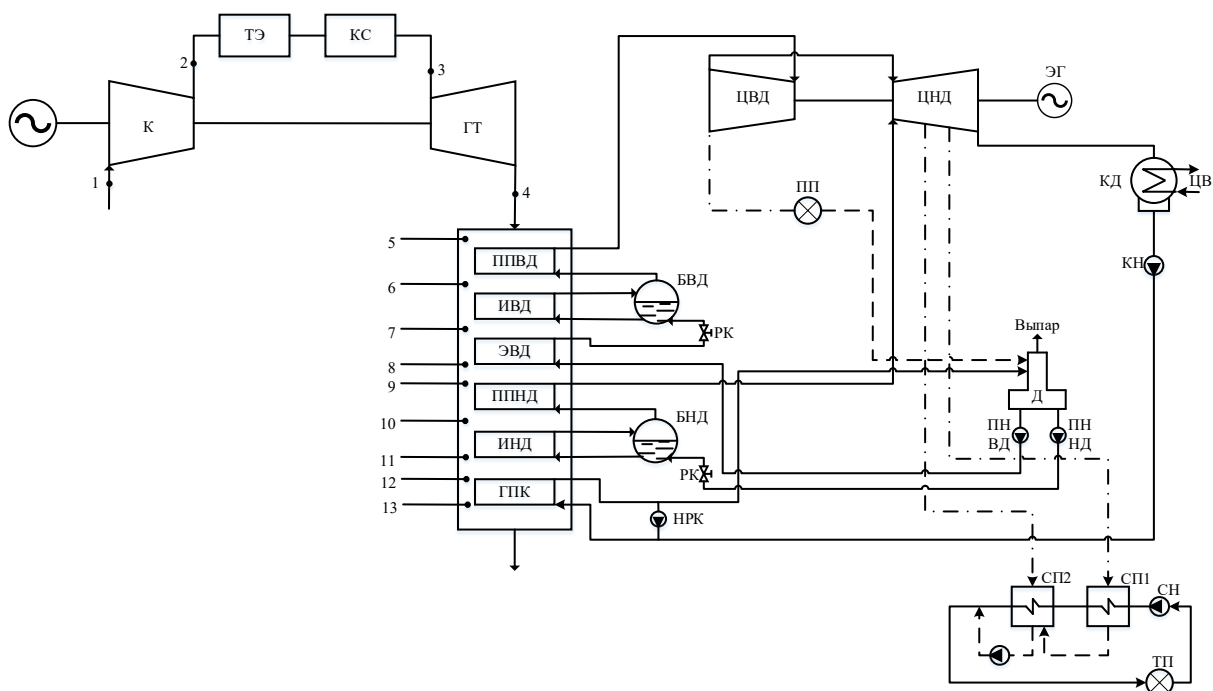 ТЭ
КС
2
3
К
ГТ
1
4
ЦВД
ЦНД
ЭГ
КД
ЦВ
ПП
КН
5
ППВД
6
ИВД
БВД
7
РК
ЭВД
8
Выпар
9
ППНД
Д
10
БНД
ПН
ВД
ПН
НД
ИНД
11
РК
12
ГПК
13
НРК
СП2
СП1
СН
ТП